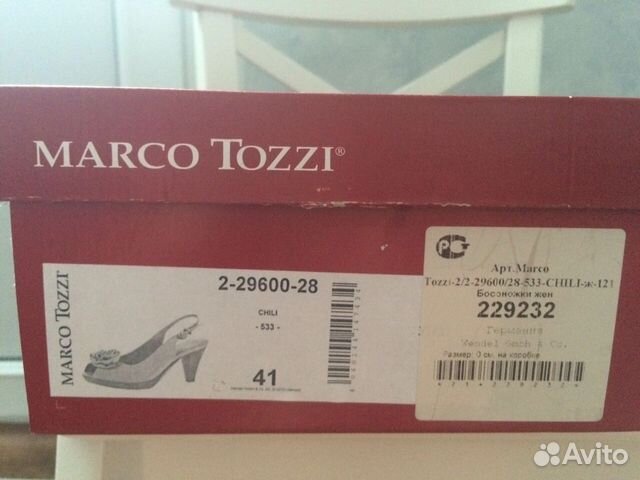 MARCO TOZZI®
MARCO TOZZI
2-29600-28
CHILI
- 533 -
41
Арт.Marco
Tozzi-2/2-29600/28-533-CHILI-ж-121
Босоножки жен
229232
Германия
Wendel Gmbh & Co.
Размер: 0 см. на коробке
Avito